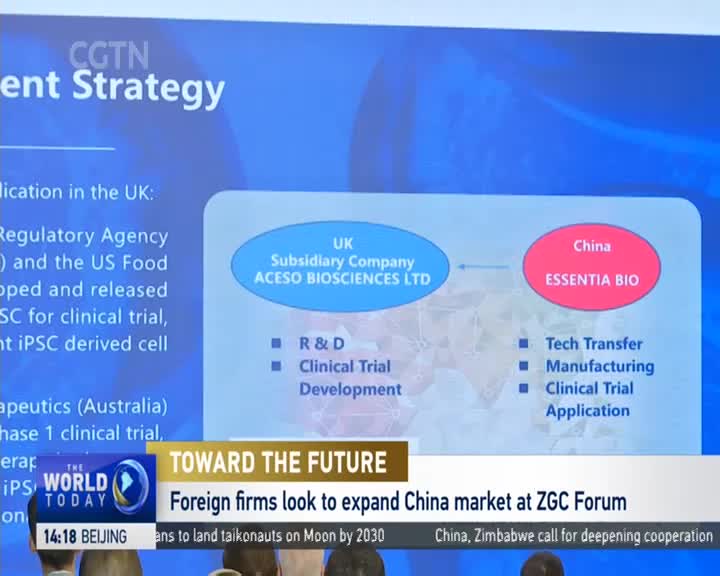 CGTN
ent Strategy
lication in the UK:
Regulatory Agency
) and the US Food
pped and released
SC for clinical trial,
nt iPSC derived cell
apeutics (Australia)
hase 1 clinical trial,
iPS
UK
Subsidiary Company
ACESO BIOSCIENCES LTD
R & D
Clinical Trial
Development
China
ESSENTIA BIO
Tech Transfer
Manufacturing
Clinical Trial
Application
THE
WORLD
TODAY
TOWARD THE FUTURE
Foreign firms look to expand China market at ZGC Forum
14:18 BEIJING
ans to land taikonauts on Moon by 2030
China, Zimbabwe call for deepening cooperation